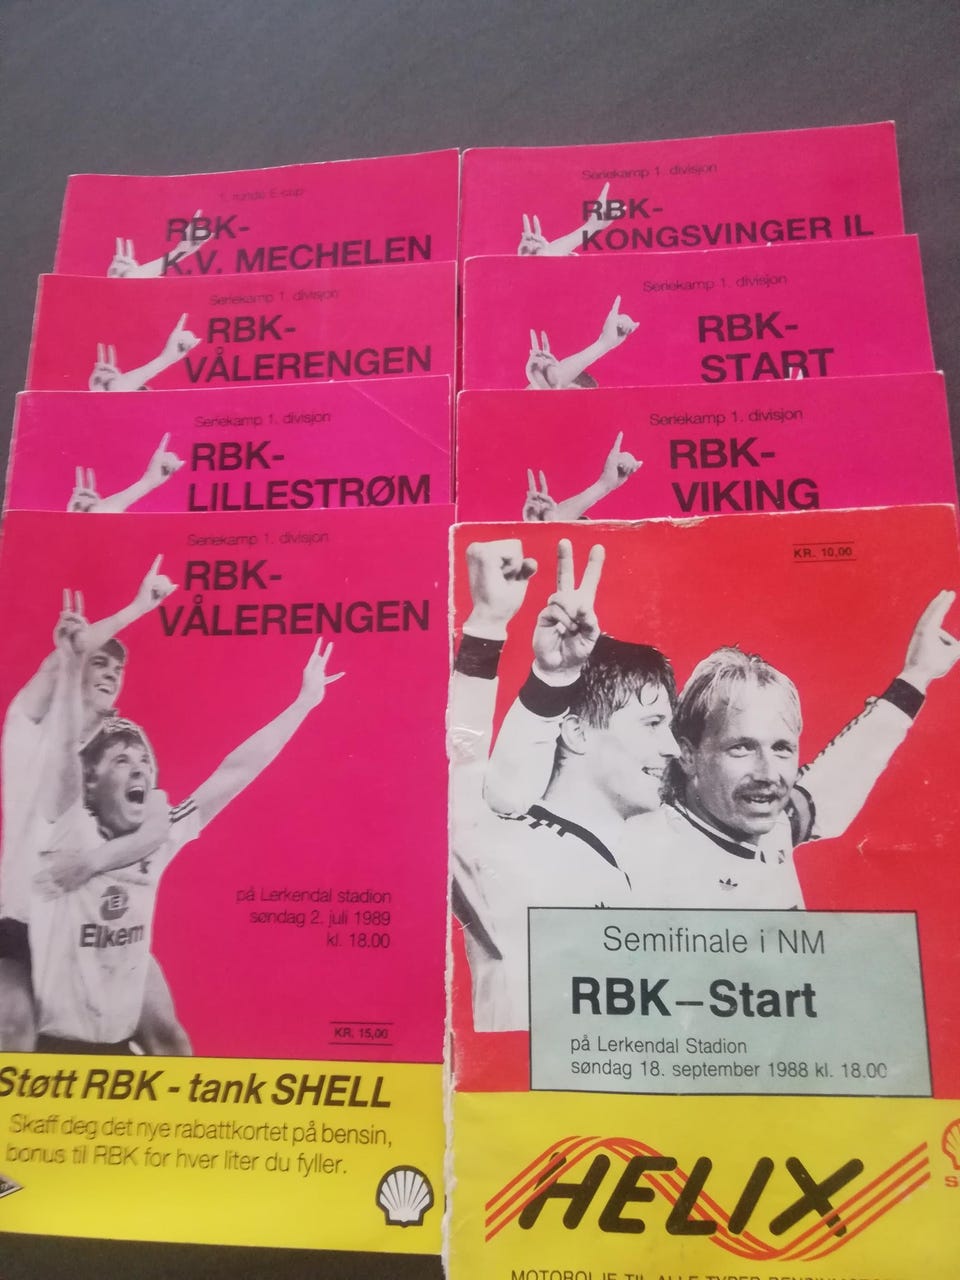 1. runde E-cup
RBK-
K.V. MECHELEN
Seriekamp 1. divisjon
RBK-
VÅLERENGEN
Seriekamp 1. divisjon
RBK-
LILLESTRØM
Seriekamp 1. divisjon
RBK-
VÅLERENGEN
Elkem
på Lerkendal stadion
søndag 2. juli 1989
kl. 18.00
KR. 15,00
Støtt RBK - tank SHELL
Skaff deg det nye rabattkortet på bensin,
bonus til RBK for hver liter du fyller.
Seriekamp 1. divisjon
RBK-
KONGSVINGER IL
Seriekamp 1. divisjon
RBK-
START
Seriekamp 1. divisjon
RBK-
VIKING
KR. 10,00
Semifinale i NM
RBK–Start
på Lerkendal Stadion
søndag 18. september 1988 kl. 18.00
HELIX
MOTOROLJE TIL ALLE TYPER